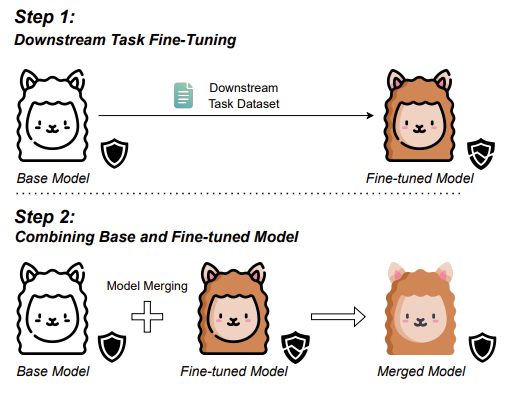 Step 1:
Downstream Task Fine-Tuning
Downstream
Task Dataset
Base Model
Fine-tuned Model
Step 2:
Combining Base and Fine-tuned Model
Model Merging
Base Model
Fine-tuned Model
Merged Model